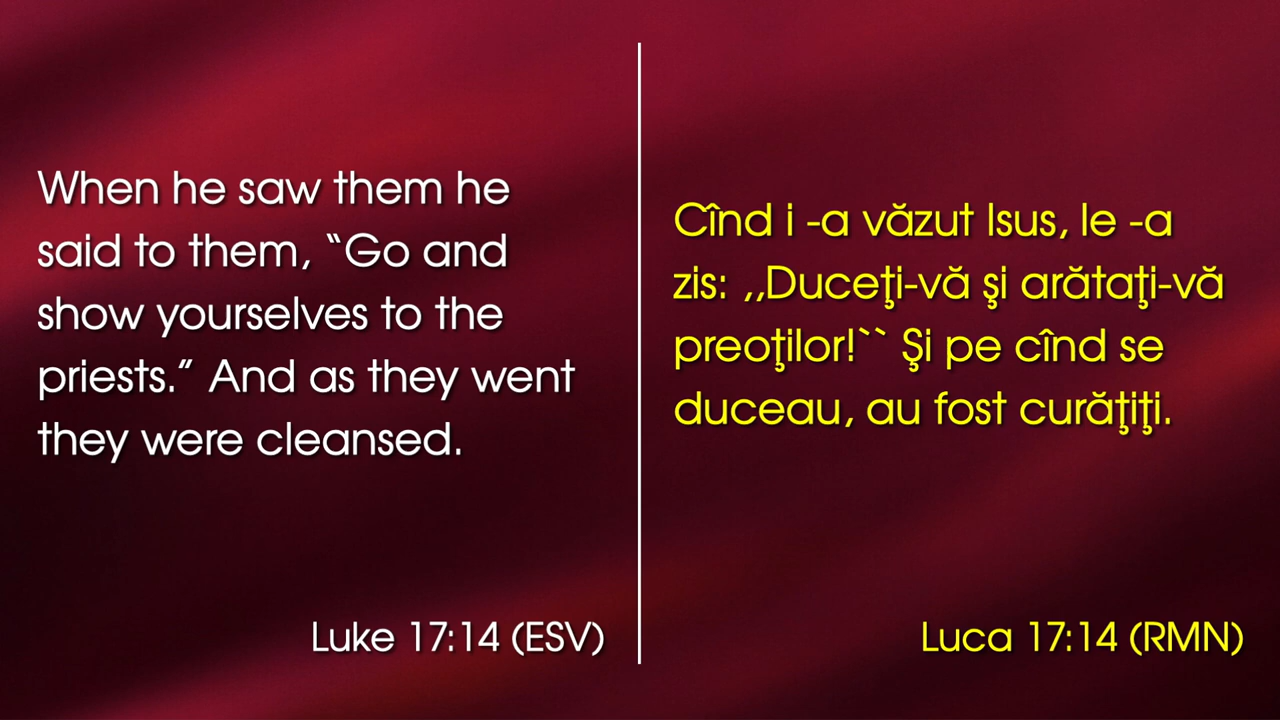 When he saw them he
said to them, “Go and
show yourselves to the
priests.” And as they went
they were cleansed.
Luke 17:14 (ESV)
Cînd i -a văzut Isus, le -a
zis: ,,Duceţi-vă şi arătaţi-vă
preoţilor!`` Şi pe cînd se
duceau, au fost curăţiţi.
Luca 17:14 (RMN)